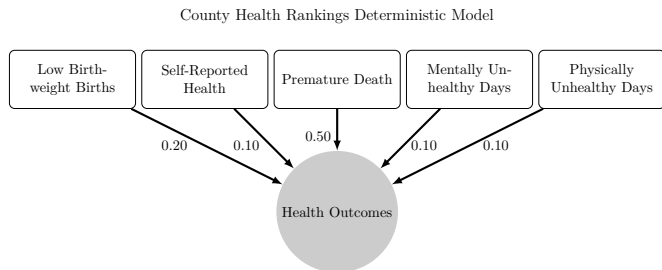 County Health Rankings Deterministic Model
Low Birth-
weight Births
Self-Reported
Health
Premature Death
Mentally Un-
healthy Days
Physically
Unhealthy Days
0.20
0.10
0.50
0.10
0.10
Health Outcomes